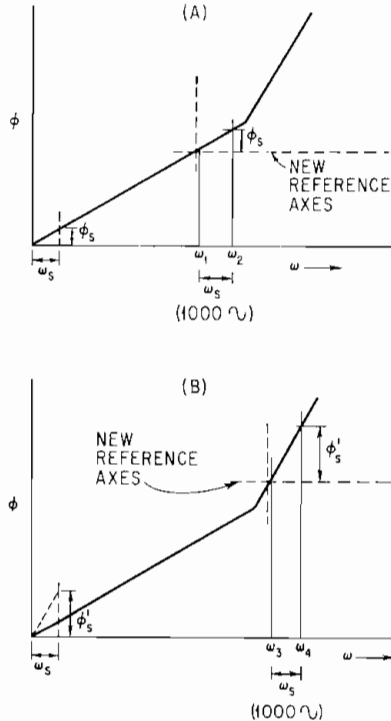 (A)
ϕ
ϕs
ϕs
NEW
REFERENCE
AXES
ωs
ω1
ω2
ω
ωs
(1000 ∿)
(B)
NEW
REFERENCE
AXES
ϕ's
ϕ
ϕ's
ωs
ω3
ω4
ω
ωs
(1000 ∿)